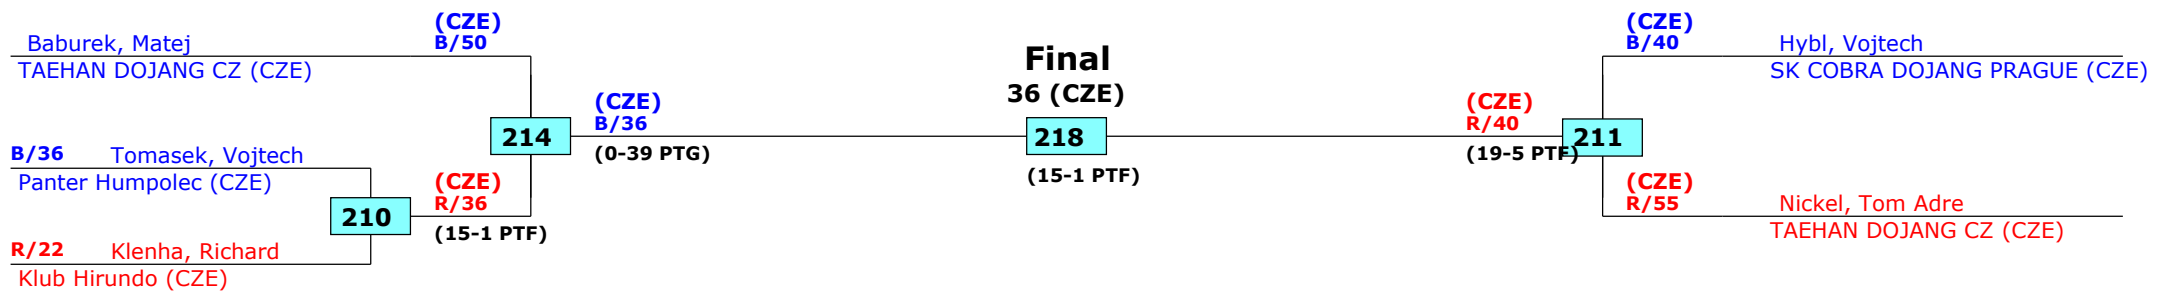 (CZE)
B/50
Baburek, Matej
TAEHAN DOJANG CZ (CZE)
B/36 Tomasek, Vojtech
Panter Humpolec (CZE)
R/22 Klenha, Richard
Klub Hirundo (CZE)
210
(CZE)
R/36
(15-1 PTF)
214
(CZE)
B/36
(0-39 PTG)
Final
36 (CZE)
218
(15-1 PTF)
(CZE)
R/40
(19-5 PTF)
211
(CZE)
B/40
Hybl, Vojtech
SK COBRA DOJANG PRAGUE (CZE)
(CZE)
R/55
Nickel, Tom Adre
TAEHAN DOJANG CZ (CZE)